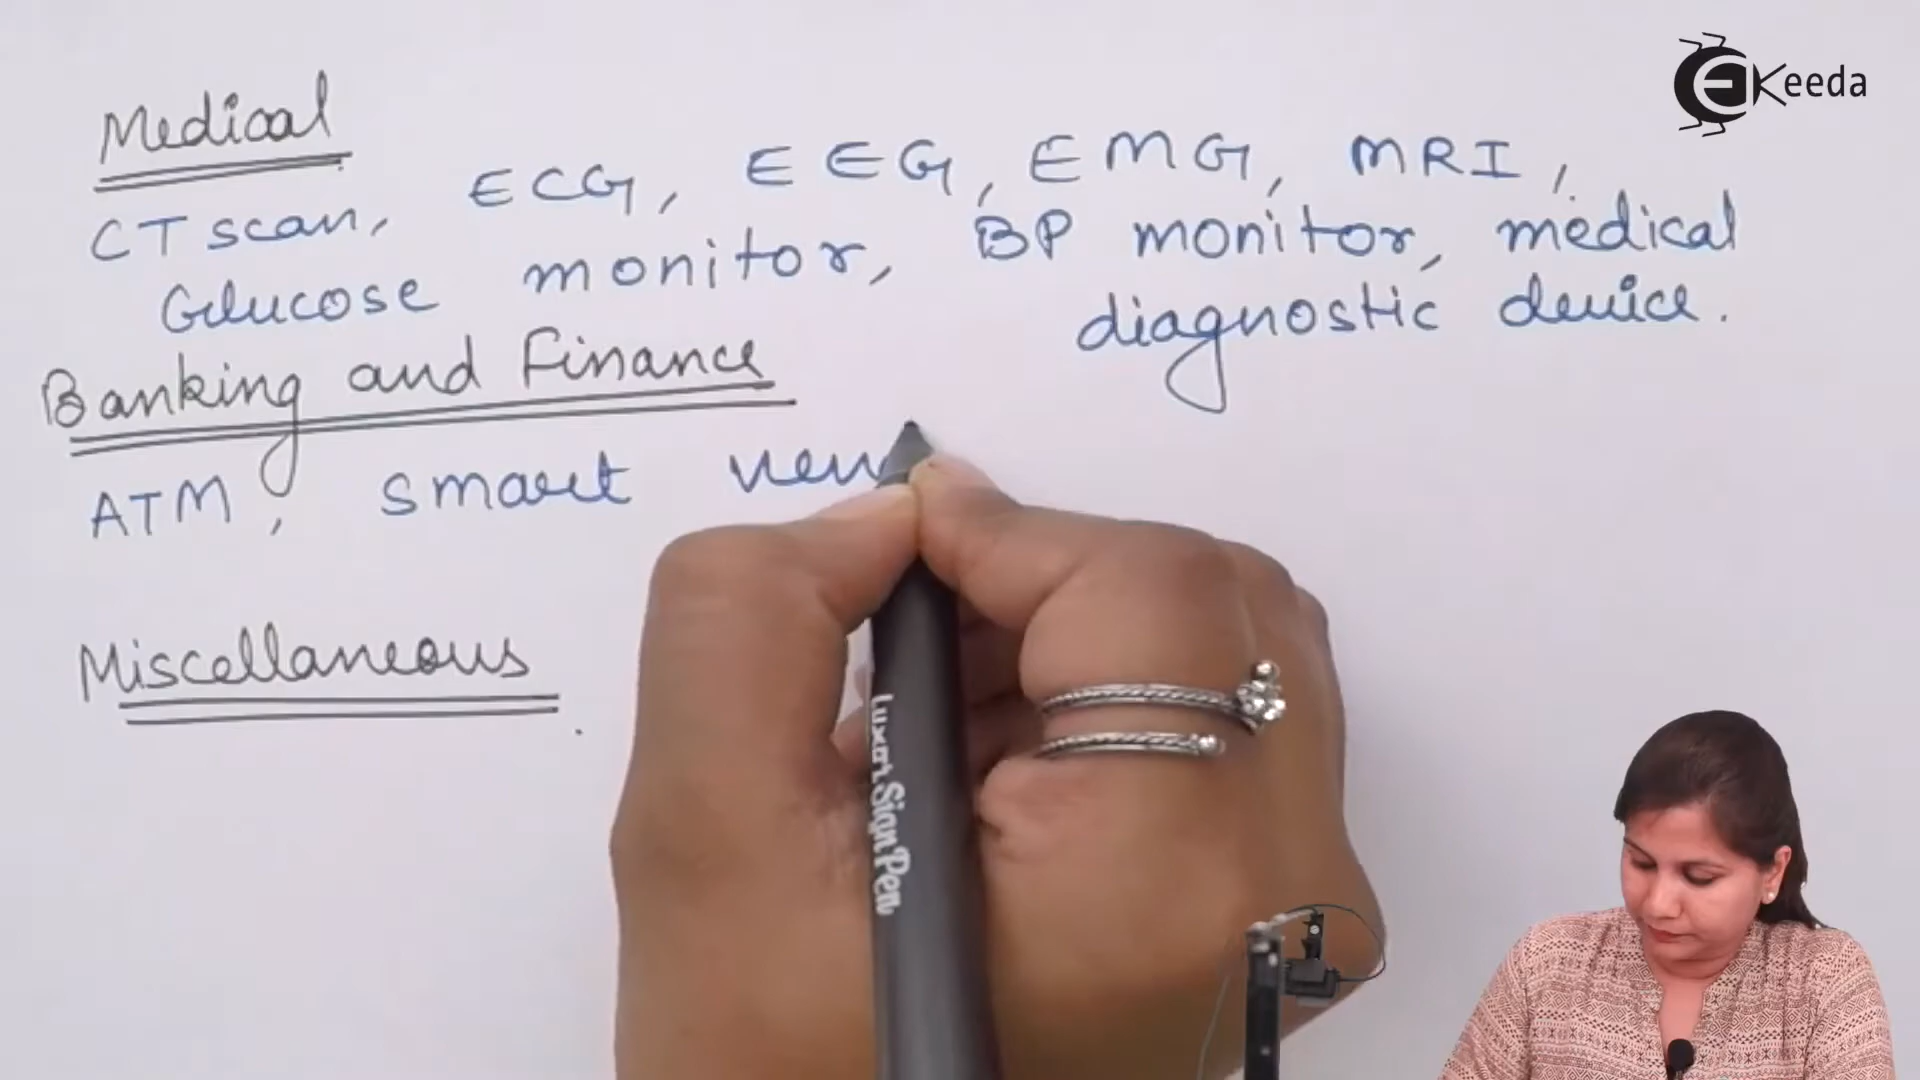 EKeeda
Medical
CT scan, ECG, EEG, EMG, MRI,
Glucose monitor, BP monitor, medical
diagnostic device.
Banking and Finance
ATM, smart
Miscellaneous
Luxor Sign Pen